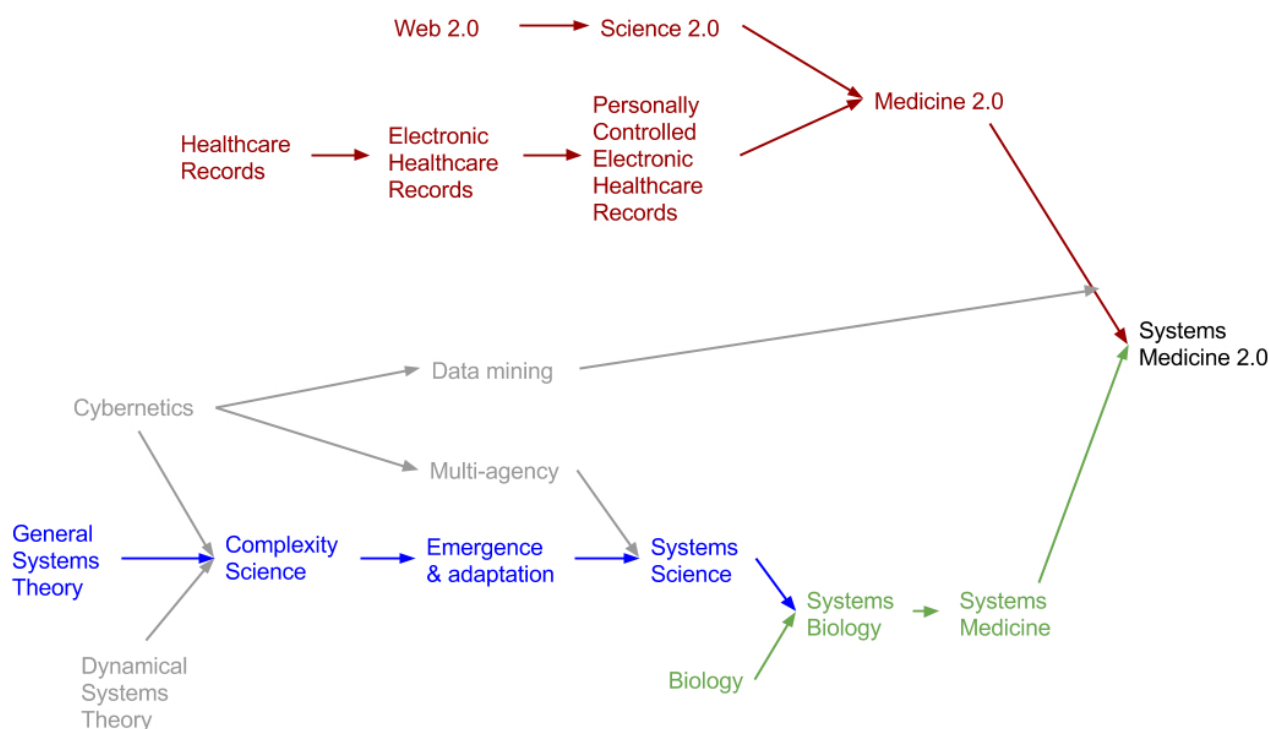 Web 2.0
Science 2.0
Medicine 2.0
Healthcare
Records
Electronic
Healthcare
Records
Personally
Controlled
Electronic
Healthcare
Records
Systems
Medicine 2.0
Data mining
Cybernetics
Multi-agency
General
Systems
Theory
Complexity
Science
Emergence
& adaptation
Systems
Science
Systems
Biology
Systems
Medicine
Biology
Dynamical
Systems
Theory